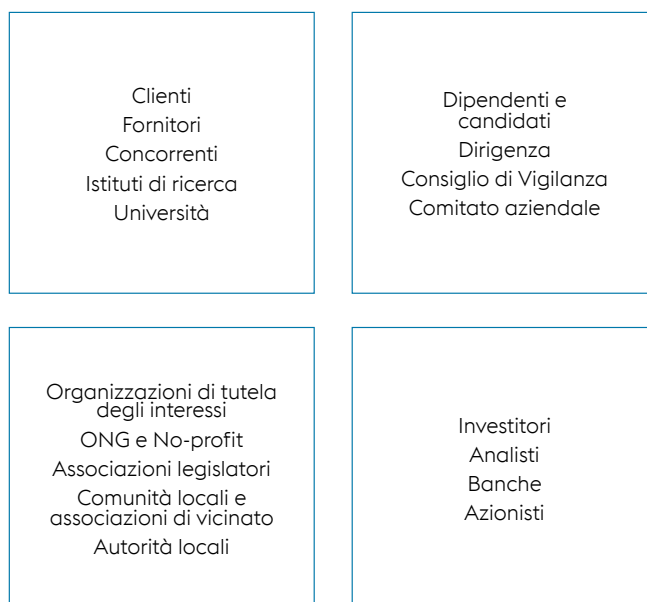 Clienti
Fornitori
Concorrenti
Istituti di ricerca
Università
Dipendenti e
candidati
Dirigenza
Consiglio di Vigilanza
Comitato aziendale
Organizzazioni di tutela
degli interessi
ONG e No-profit
Associazioni legislatori
Comunità locali e
associazioni di vicinato
Autorità locali
Investitori
Analisti
Banche
Azionisti